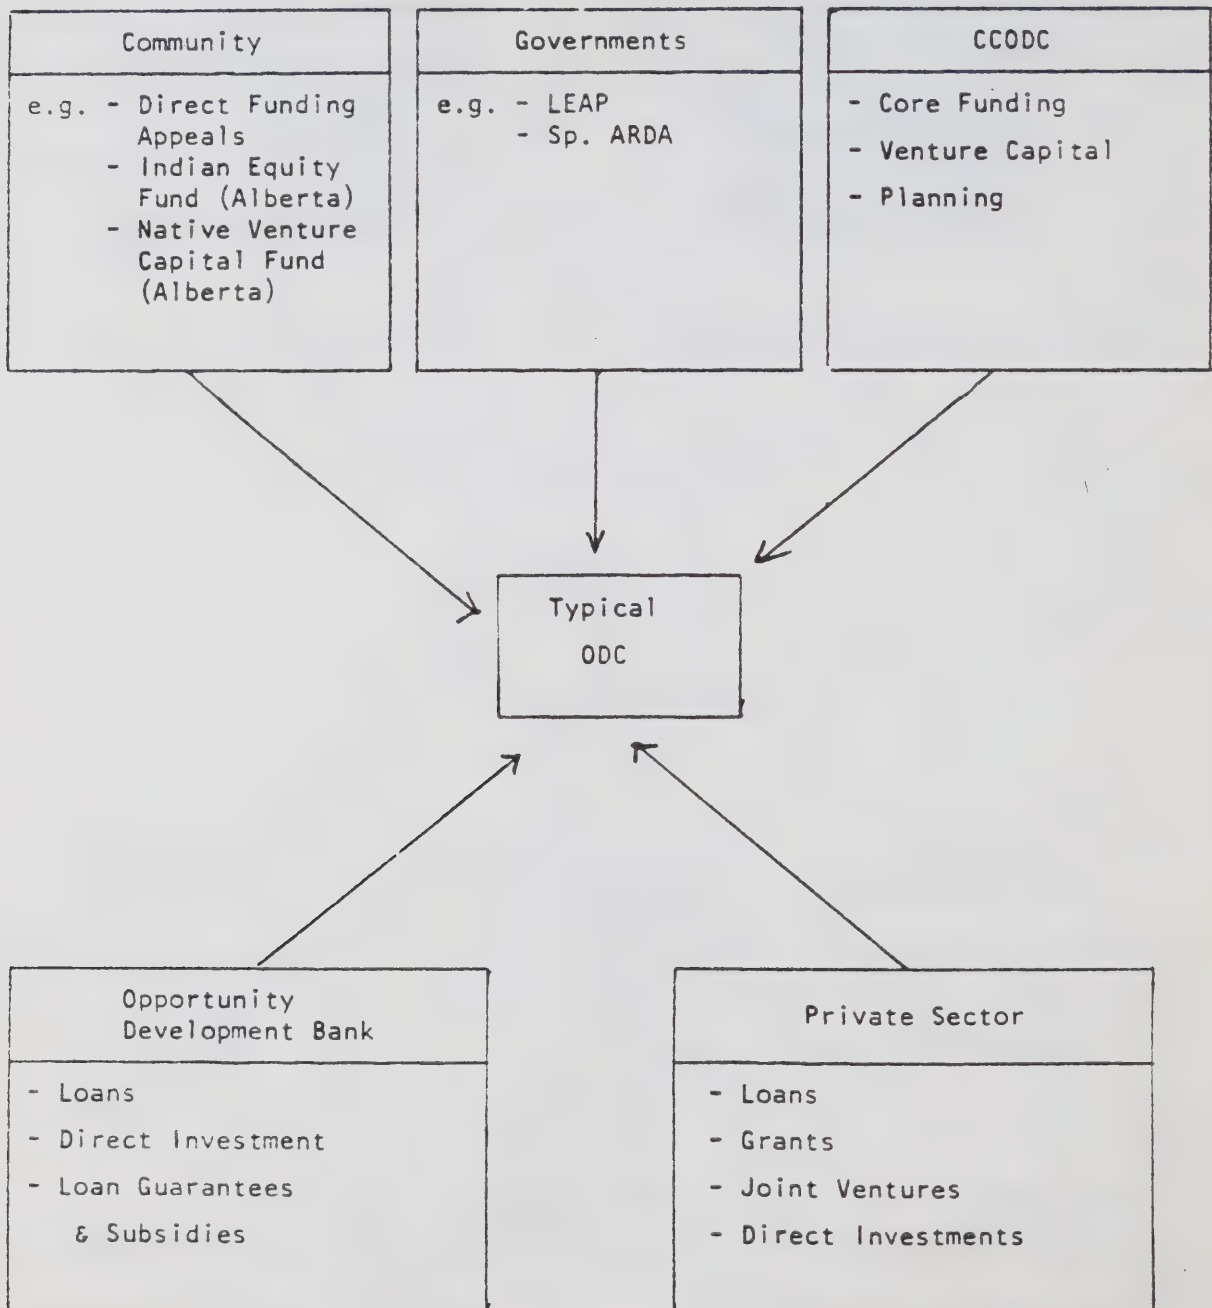 Community
e.g. - Direct Funding
Appeals
- Indian Equity
Fund (Alberta)
- Native Venture
Capital Fund
(Alberta)
Governments
e.g. - LEAP
- Sp. ARDA
CCODC
- Core Funding
- Venture Capital
- Planning
Typical
ODC
Opportunity
Development Bank
- Loans
- Direct Investment
- Loan Guarantees
& Subsidies
Private Sector
- Loans
- Grants
- Joint Ventures
- Direct Investments